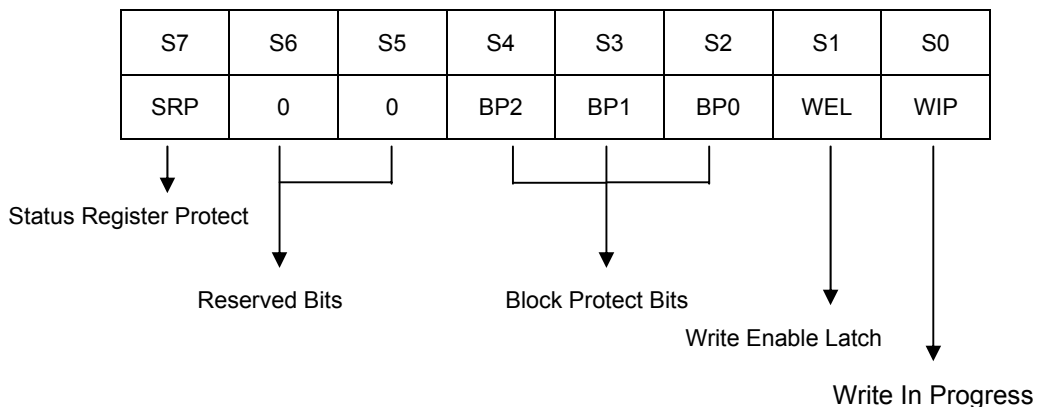 S7 S6 S5 S4 S3 S2 S1 S0
SRP 0 0 BP2 BP1 BP0 WEL WIP
Status Register Protect
Reserved Bits
Block Protect Bits
Write Enable Latch
Write In Progress